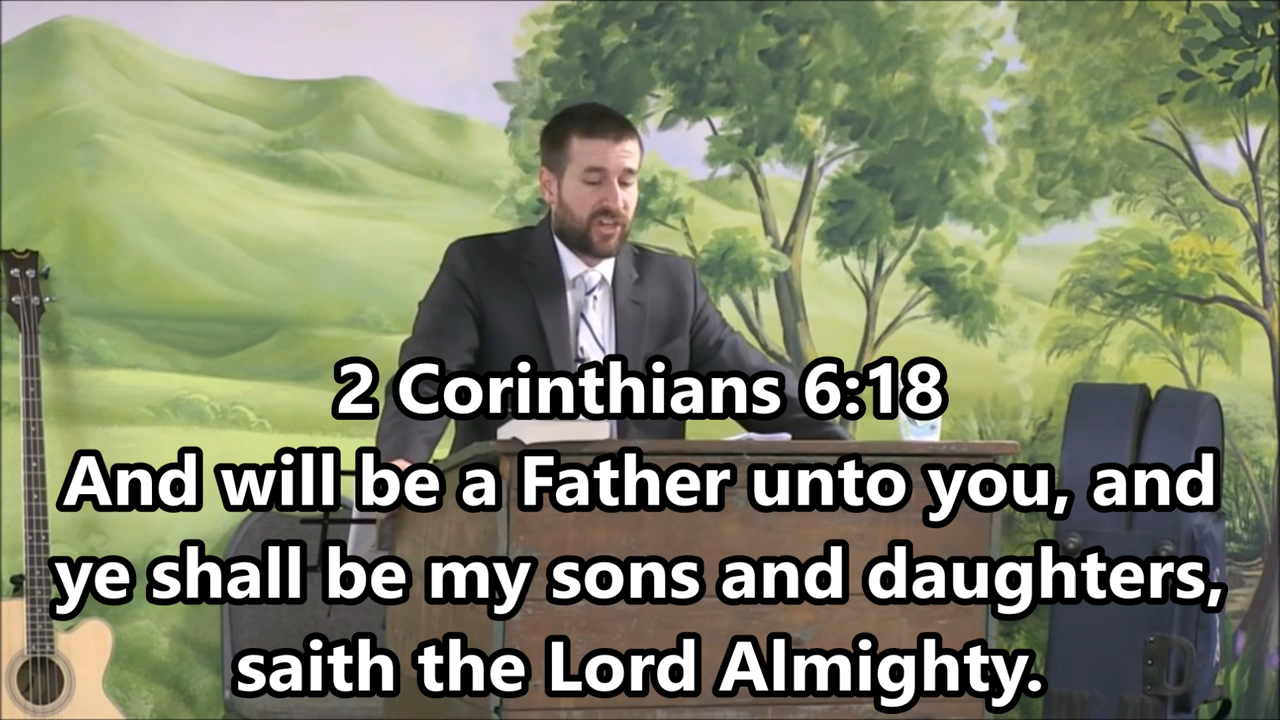 2 Corinthians 6:18
And will be a Father unto you, and
ye shall be my sons and daughters,
saith the Lord Almighty.